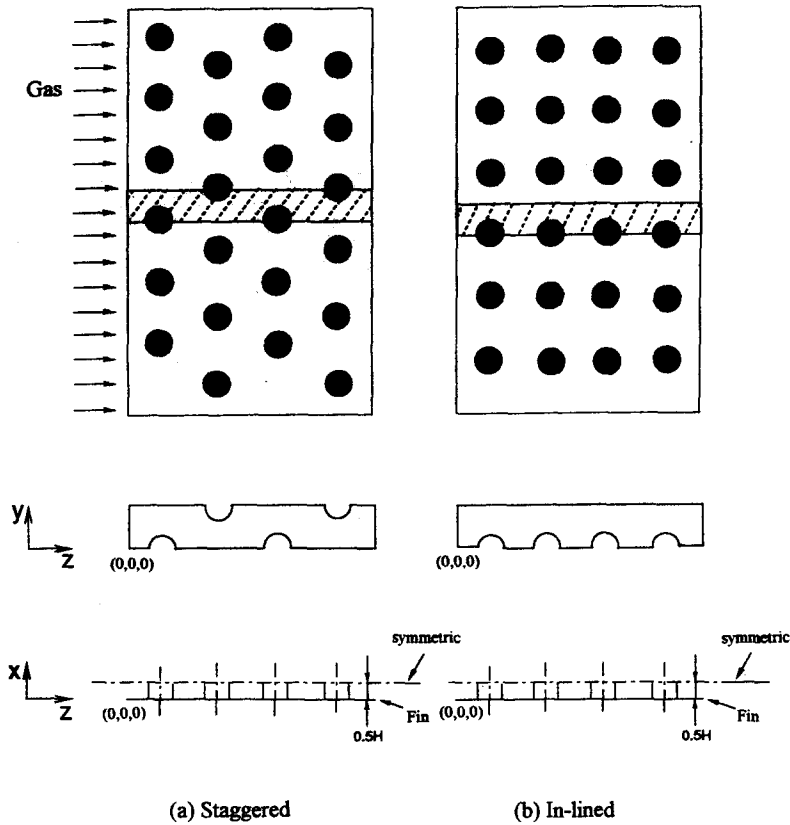 Gas
y
z
(0,0,0)
(0,0,0)
symmetric
symmetric
x
z
(0,0,0)
Fin
(0,0,0)
Fin
0.5H
0.5H
(a) Staggered
(b) In-lined